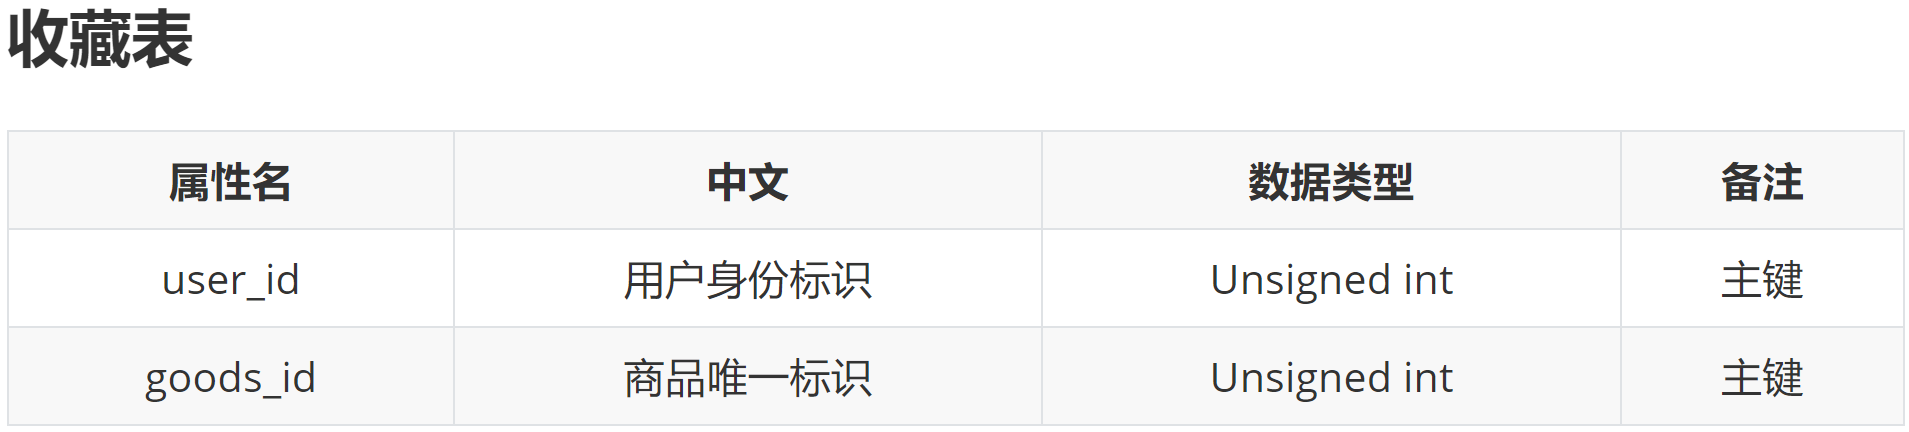 收藏表
属性名 中文 数据类型 备注
user_id 用户身份标识 Unsigned int 主键
goods_id 商品唯一标识 Unsigned int 主键